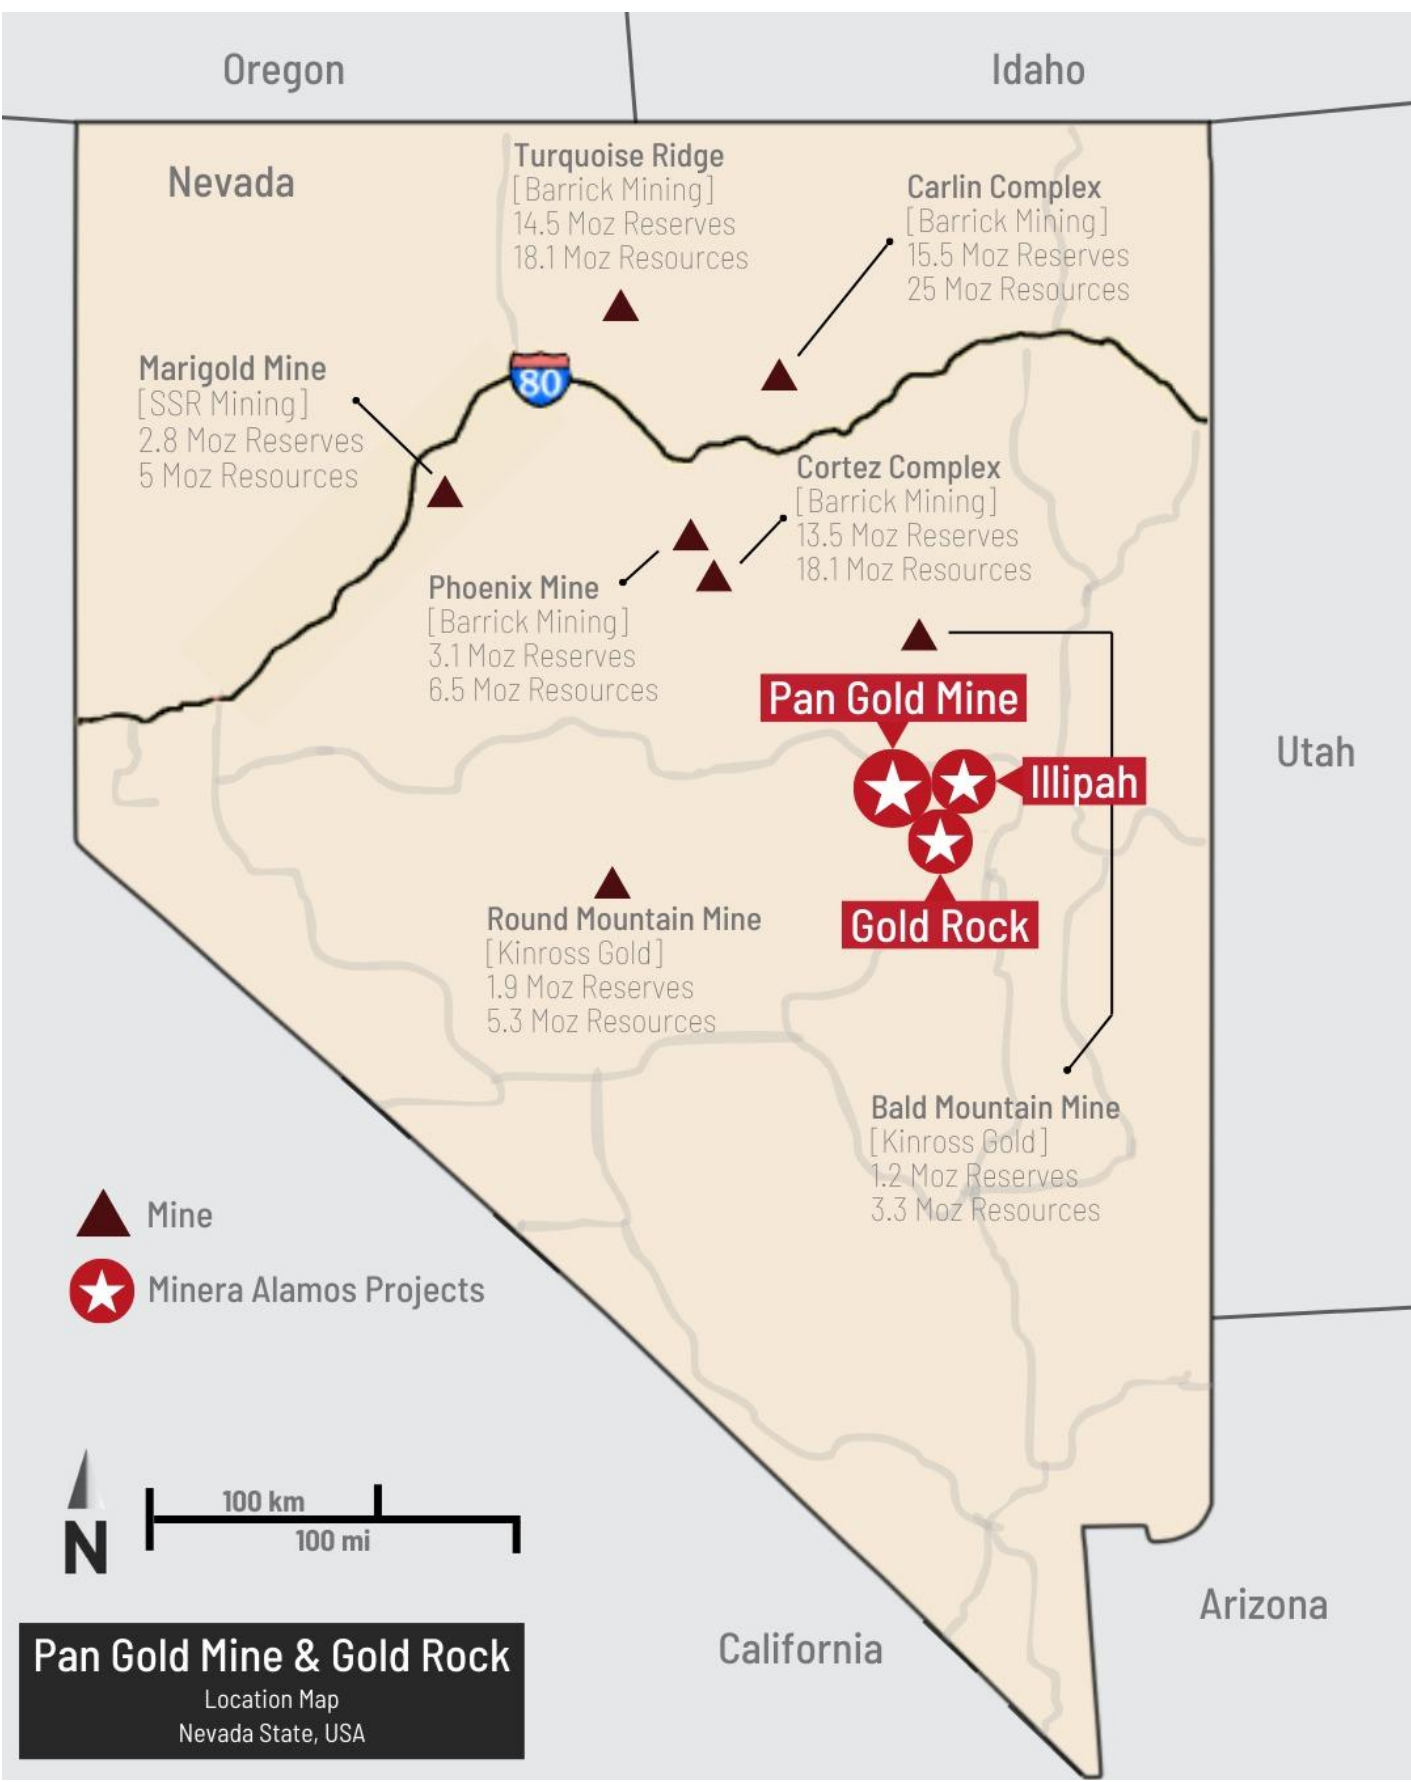 Oregon
Idaho
Nevada
Turquoise Ridge
[Barrick Mining]
14.5 Moz Reserves
18.1 Moz Resources
Carlin Complex
[Barrick Mining]
15.5 Moz Reserves
25 Moz Resources
Marigold Mine
[SSR Mining]
2.8 Moz Reserves
5 Moz Resources
80
Cortez Complex
[Barrick Mining]
13.5 Moz Reserves
18.1 Moz Resources
Phoenix Mine
[Barrick Mining]
3.1 Moz Reserves
6.5 Moz Resources
Pan Gold Mine
Illipah
Utah
Gold Rock
Round Mountain Mine
[Kinross Gold]
1.9 Moz Reserves
5.3 Moz Resources
Bald Mountain Mine
[Kinross Gold]
1.2 Moz Reserves
3.3 Moz Resources
Mine
Minera Alamos Projects
N
100 km
100 mi
Arizona
California
Pan Gold Mine & Gold Rock
Location Map
Nevada State, USA